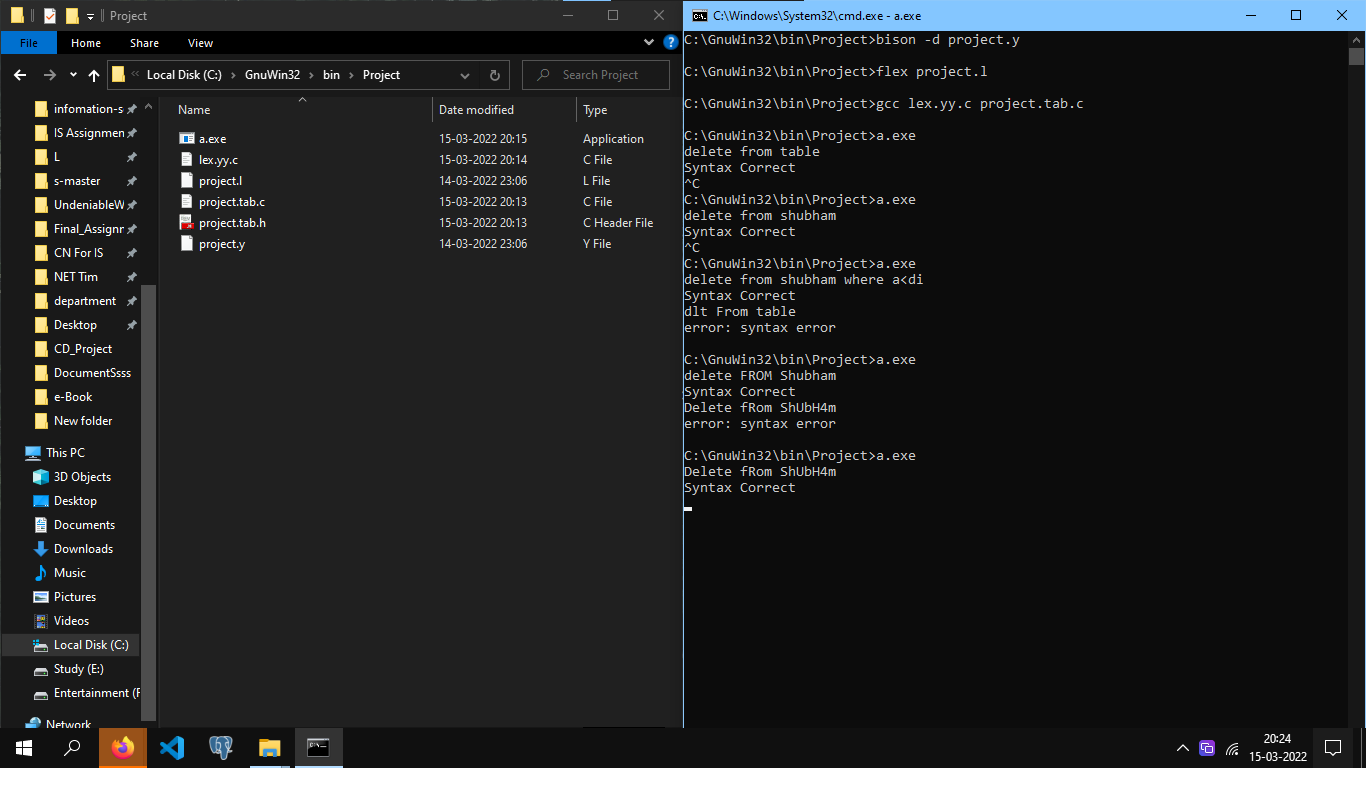 Project
File Home Share View
Local Disk (C:) GnuWin32 bin Project
Search Project
Name Date modified Type
a.exe 15-03-2022 20:15 Application
lex.yy.c 15-03-2022 20:14 C File
project.l 14-03-2022 23:06 L File
project.tab.c 15-03-2022 20:13 C File
project.tab.h 15-03-2022 20:13 C Header File
project.y 14-03-2022 23:06 Y File
infomation-s
IS Assignmen
L
s-master
UndeniableW
Final_Assignr
CN For IS
NET Tim
department
Desktop
CD_Project
DocumentSsss
e-Book
New folder
This PC
3D Objects
Desktop
Documents
Downloads
Music
Pictures
Videos
Local Disk (C:)
Study (E:)
Entertainment (F
Network
C:\Windows\System32\cmd.exe - a.exe
C:\GnuWin32\bin\Project>bison -d project.y
C:\GnuWin32\bin\Project>flex project.l
C:\GnuWin32\bin\Project>gcc lex.yy.c project.tab.c
C:\GnuWin32\bin\Project>a.exe
delete from table
Syntax Correct
^C
C:\GnuWin32\bin\Project>a.exe
delete from shubham
Syntax Correct
^C
C:\GnuWin32\bin\Project>a.exe
delete from shubham where a<di
Syntax Correct
dlt From table
error: syntax error
C:\GnuWin32\bin\Project>a.exe
delete FROM Shubham
Syntax Correct
Delete fRom ShUbH4m
error: syntax error
C:\GnuWin32\bin\Project>a.exe
Delete fRom ShUbH4m
Syntax Correct
20:24
15-03-2022